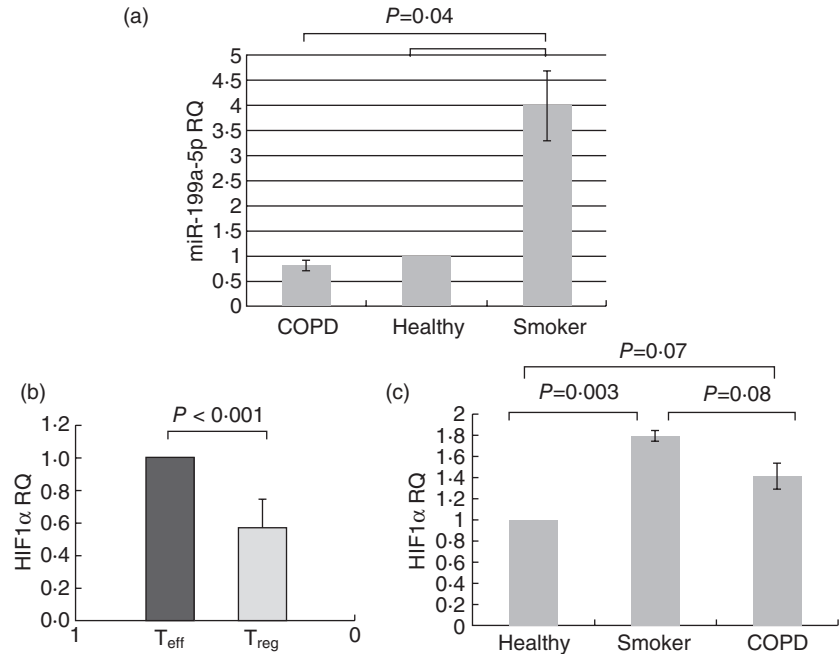 (a)
P=0·04
5
4·5
4
3·5
3
2·5
2
1·5
1
0·5
0
miR-199a-5p RQ
COPD Healthy Smoker
(b)
P < 0·001
1·2
1·0
0·8
0·6
0·4
0·2
0·0
HIF1α RQ
1 Teff Treg 0
(c)
P=0·07
P=0·003 P=0·08
2
1·8
1·6
1·4
1·2
1
0·8
0·6
0·4
0·2
0
HIF1α RQ
Healthy Smoker COPD